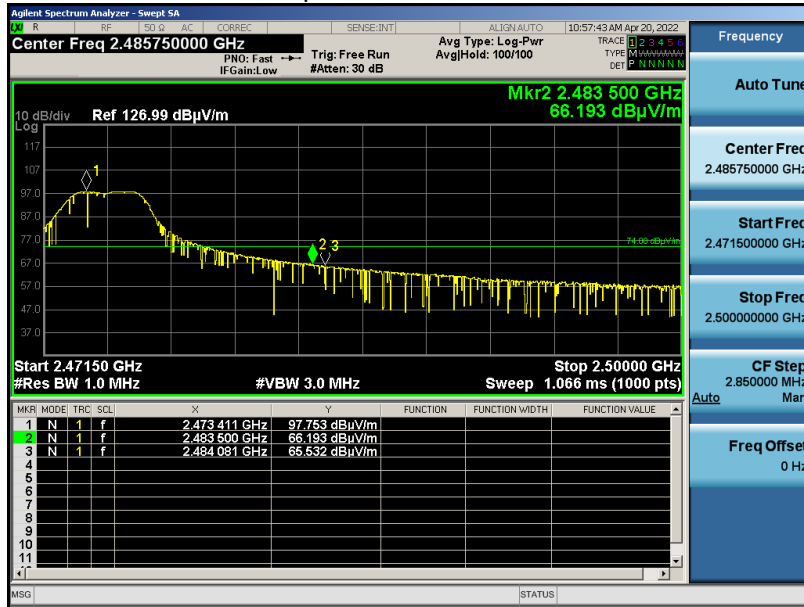 Agilent Spectrum Analyzer - Swept SA
LXI R RF 50 Ω AC CORREC SENSE:INT ALIGN AUTO 10:57:43 AM Apr 20, 2022
Center Freq 2.485750000 GHz
PNO: Fast
IFGain:Low
Trig: Free Run
#Atten: 30 dB
Avg Type: Log-Pwr
Avg|Hold: 100/100
TRACE 1 2 3 4 5 6
TYPE M
DET P N N N N N
Mkr2 2.483 500 GHz
66.193 dBµV/m
10 dB/div Ref 126.99 dBµV/m
Log
117
107
97.0
87.0
77.0
67.0
57.0
47.0
37.0
1
2
3
74.00 dBµV/m
Start 2.47150 GHz Stop 2.50000 GHz
#Res BW 1.0 MHz #VBW 3.0 MHz Sweep 1.066 ms (1000 pts)
MKR MODE TRC SCL X Y FUNCTION FUNCTION WIDTH FUNCTION VALUE
1 N 1 f 2.473 411 GHz 97.753 dBµV/m
2 N 1 f 2.483 500 GHz 66.193 dBµV/m
3 N 1 f 2.484 081 GHz 65.532 dBµV/m
4
5
6
7
8
9
10
11
MSG STATUS
Frequency
Auto Tune
Center Freq
2.485750000 GHz
Start Freq
2.471500000 GHz
Stop Freq
2.500000000 GHz
CF Step
2.850000 MHz
Auto Man
Freq Offset
0 Hz